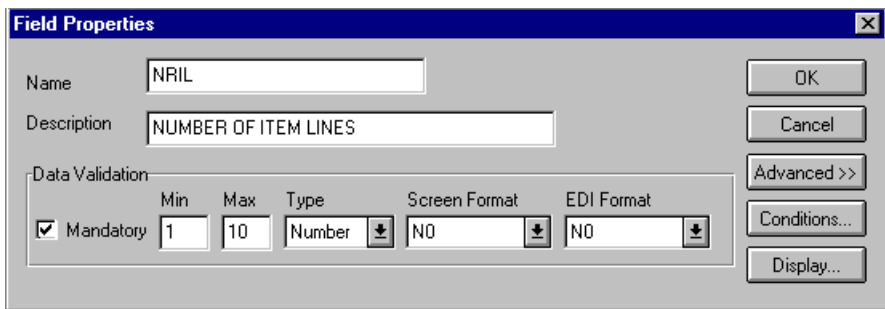 Field Properties
Name NRIL OK
Description NUMBER OF ITEM LINES Cancel
Data Validation Advanced >>
Min Max Type Screen Format EDI Format
Mandatory 1 10 Number N0 N0 Conditions...
Display...